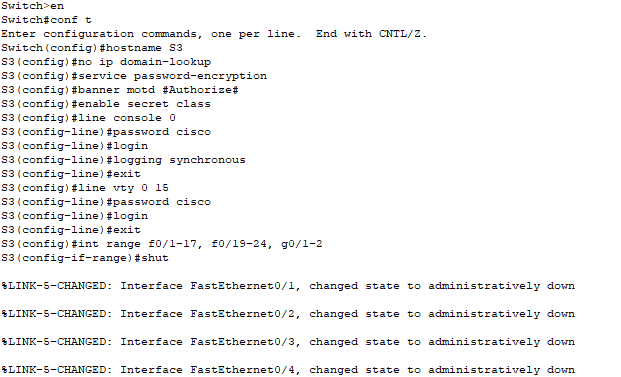 Switch>en
Switch#conf t
Enter configuration commands, one per line.  End with CNTL/Z.
Switch(config)#hostname S3
S3(config)#no ip domain-lookup
S3(config)#service password-encryption
S3(config)#banner motd #Authorize#
S3(config)#enable secret class
S3(config)#line console 0
S3(config-line)#password cisco
S3(config-line)#login
S3(config-line)#logging synchronous
S3(config-line)#exit
S3(config)#line vty 0 15
S3(config-line)#password cisco
S3(config-line)#login
S3(config-line)#exit
S3(config)#int range f0/1-17, f0/19-24, g0/1-2
S3(config-if-range)#shut
%LINK-5-CHANGED: Interface FastEthernet0/1, changed state to administratively down
%LINK-5-CHANGED: Interface FastEthernet0/2, changed state to administratively down
%LINK-5-CHANGED: Interface FastEthernet0/3, changed state to administratively down
%LINK-5-CHANGED: Interface FastEthernet0/4, changed state to administratively down